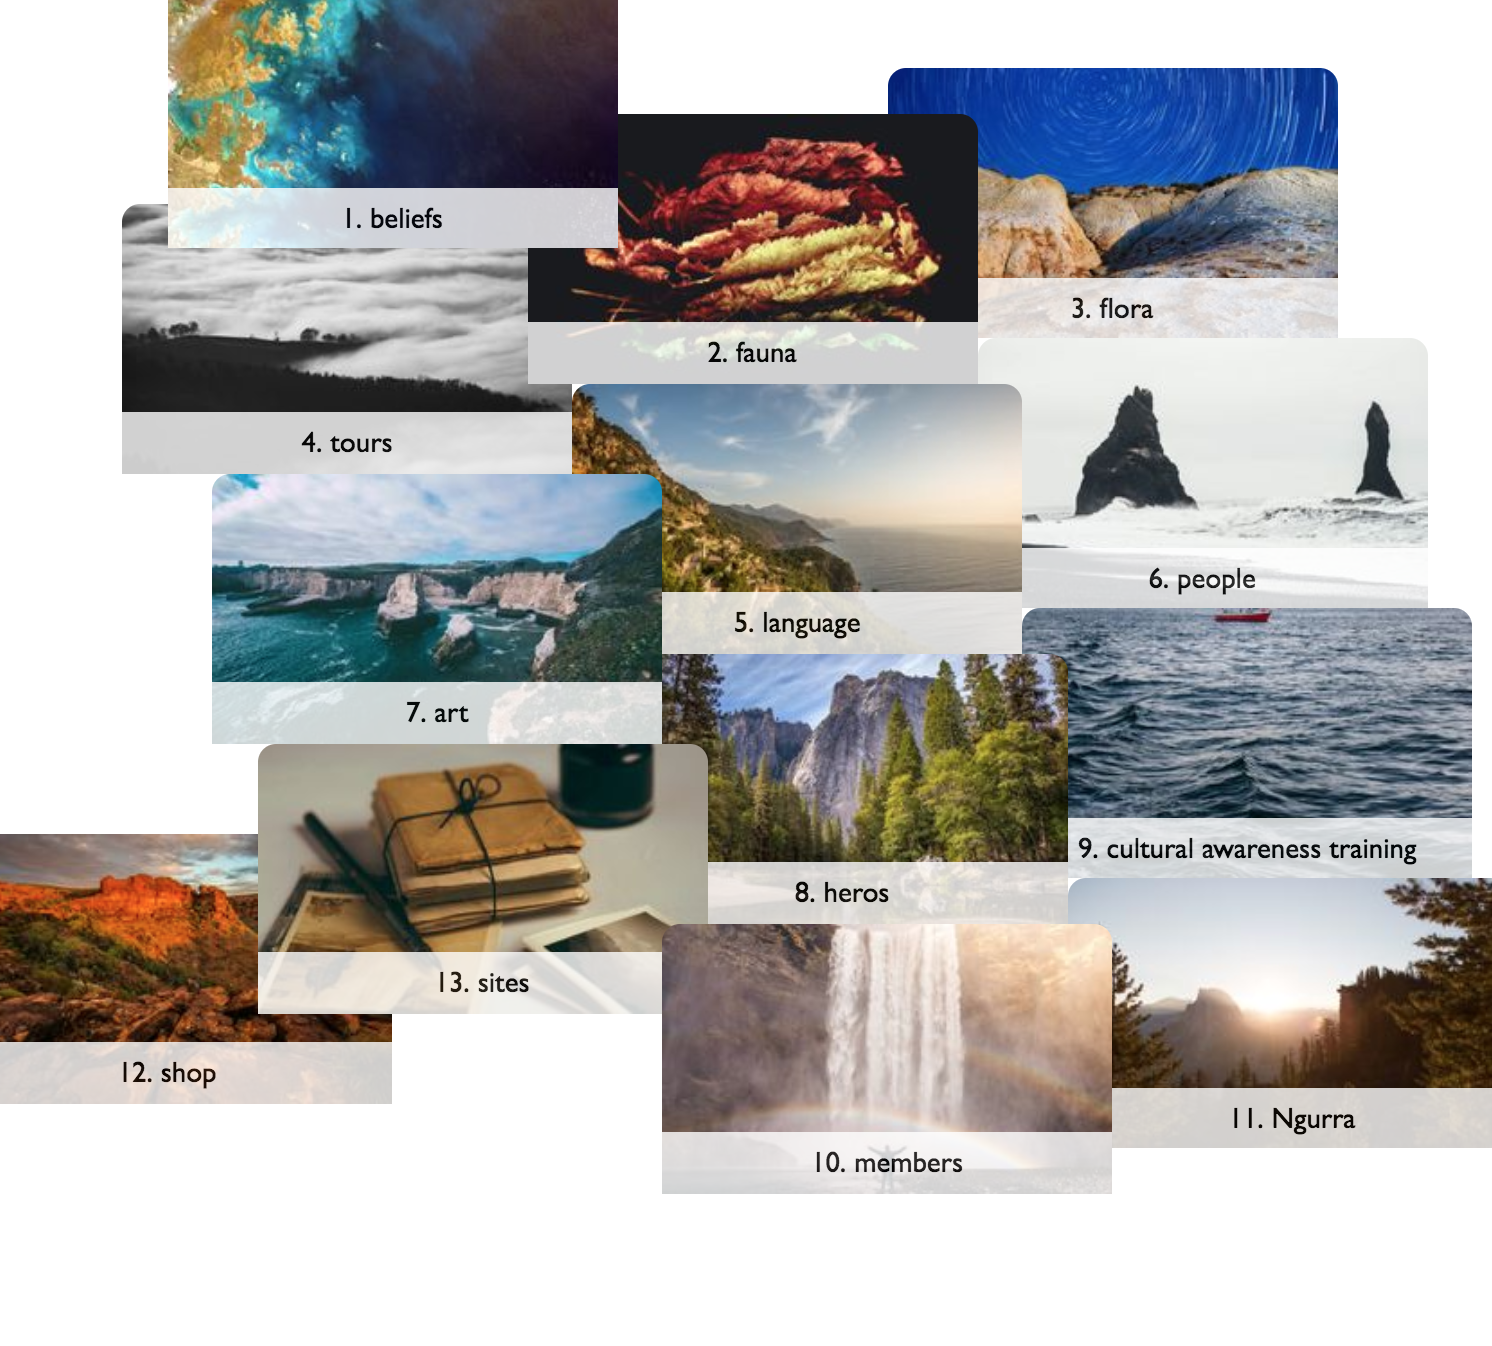 1. beliefs
2. fauna
3. flora
4. tours
5. language
6. people
7. art
8. heros
9. cultural awareness training
10. members
11. Ngurra
12. shop
13. sites